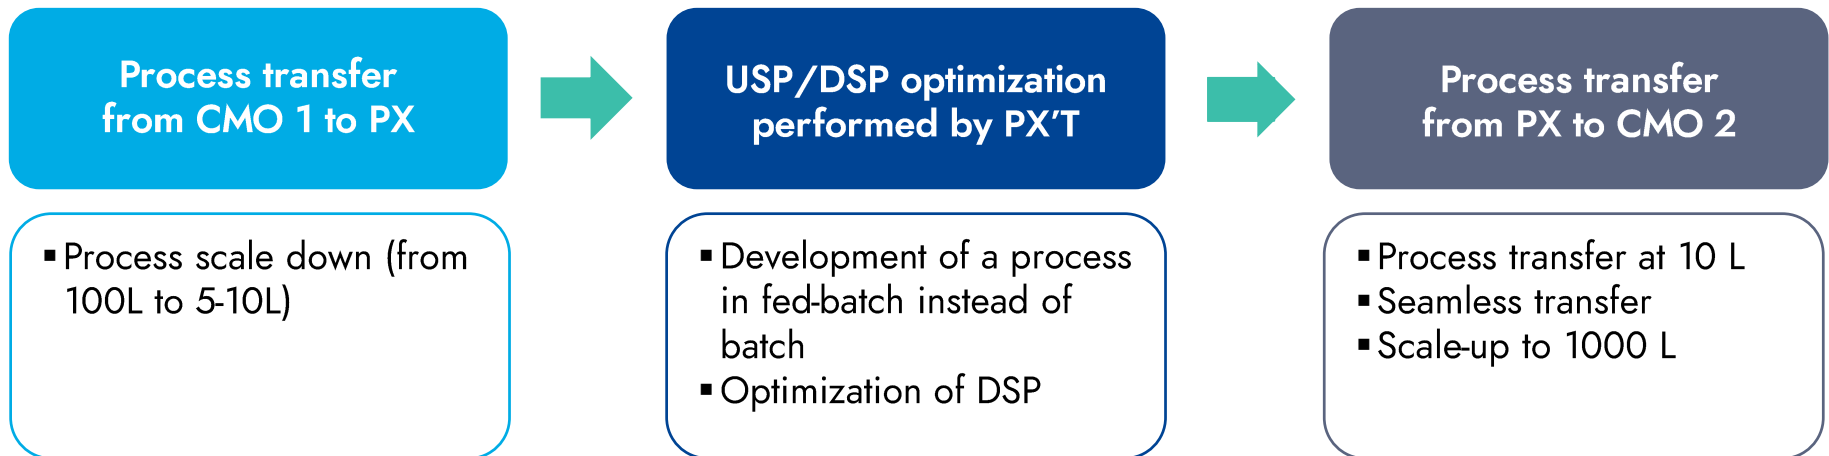 Process transfer
from CMO 1 to PX
▪ Process scale down (from
100L to 5-10L)
USP/DSP optimization
performed by PX’T
▪ Development of a process
in fed-batch instead of
batch
▪ Optimization of DSP
Process transfer
from PX to CMO 2
▪ Process transfer at 10 L
▪ Seamless transfer
▪ Scale-up to 1000 L